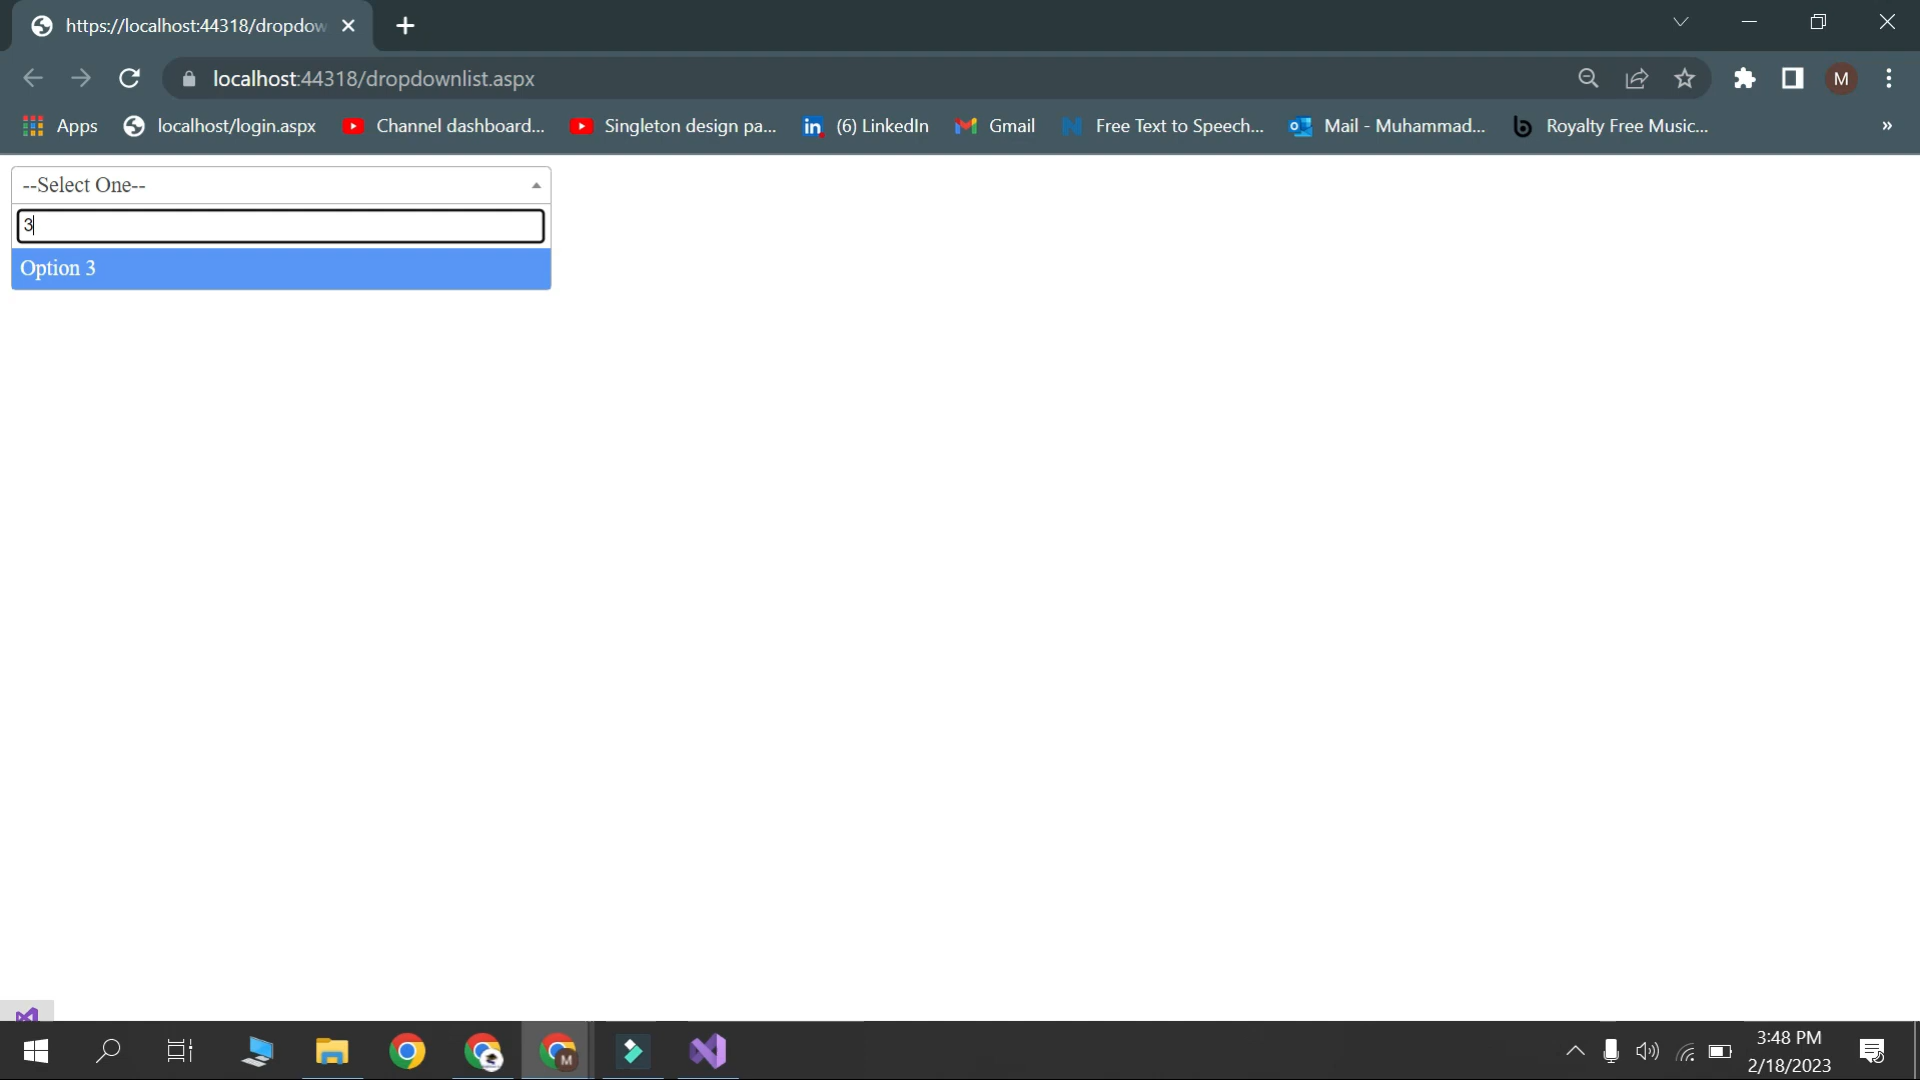 https://localhost:44318/dropdow
localhost:44318/dropdownlist.aspx
M
Apps
localhost/login.aspx
Channel dashboard...
Singleton design pa...
in
(6) LinkedIn
Gmail
N
Free Text to Speech...
Mail - Muhammad...
b
Royalty Free Music...
»
--Select One--
3
Option 3
M
3:48 PM
2/18/2023